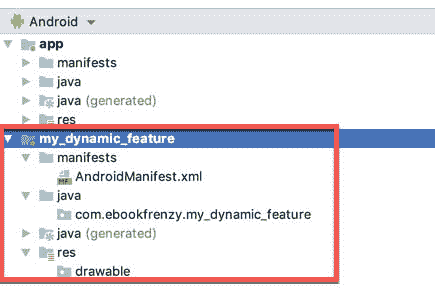 Android
app
manifests
java
java (generated)
res
my_dynamic_feature
manifests
AndroidManifest.xml
java
com.ebookfrenzy.my_dynamic_feature
java (generated)
res
drawable